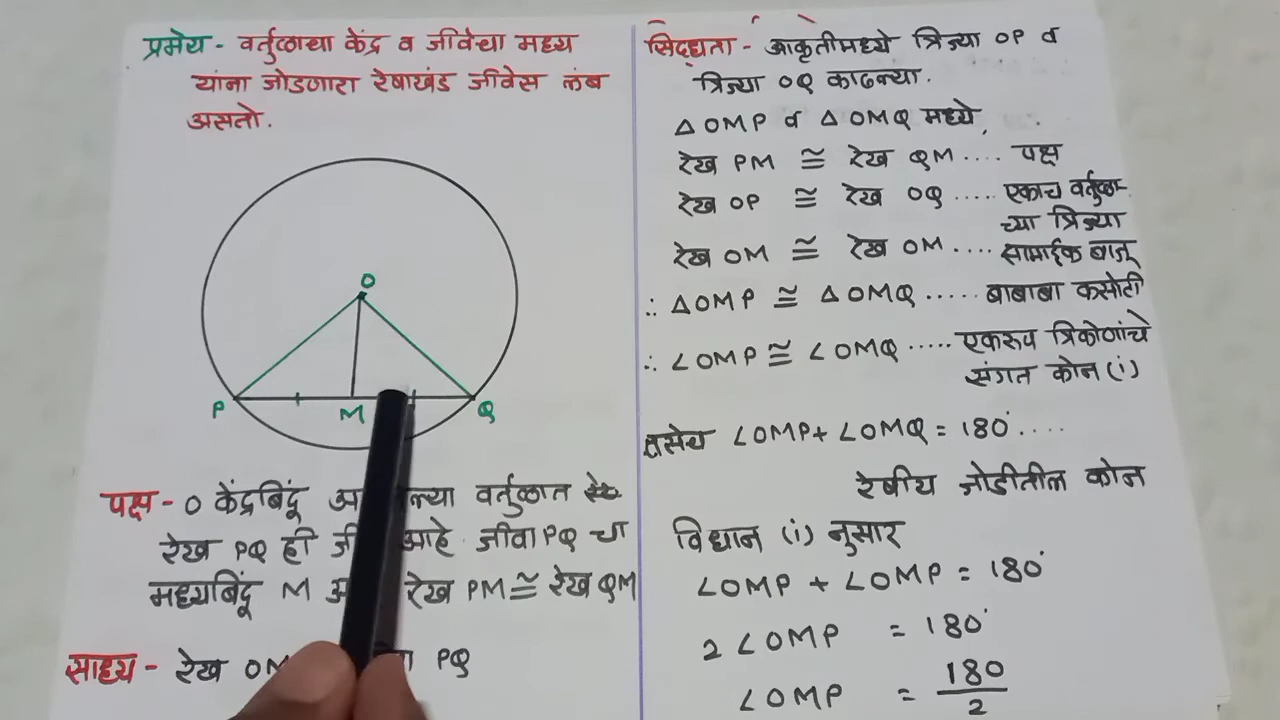 प्रमेय - वर्तुळाचा केंद्र व जीवेचा मध्य
यांना जोडणारा रेषाखंड जीवेस लंब
असतो.
O
P
M
Q
पक्ष - O केंद्रबिंदू वर्तुळात
रेख PQ ही आहे. जीवा PQ चा
मध्यबिंदू M रेख PM ≅ रेख QM
साध्य - रेख OM PQ
सिद्धता - आकृतीमध्ये त्रिज्या OP व
त्रिज्या OQ काढल्या.
△OMP व △OMQ मध्ये,
रेख PM ≅ रेख QM .... पक्ष
रेख OP ≅ रेख OQ ..... एकाच वर्तुळा-
च्या त्रिज्या
रेख OM ≅ रेख OM .... सामाईक बाजू
∴ △OMP ≅ △OMQ ..... बाबाबा कसोटी
∴ ∠OMP ≅ ∠OMQ ..... एकरूप त्रिकोणांचे
संगत कोन (i)
तसेच ∠OMP + ∠OMQ = 180° ....
रेषीय जोडीतील कोन
विधान (i) नुसार
∠OMP + ∠OMP = 180°
2 ∠OMP = 180°
∠OMP = 180/2